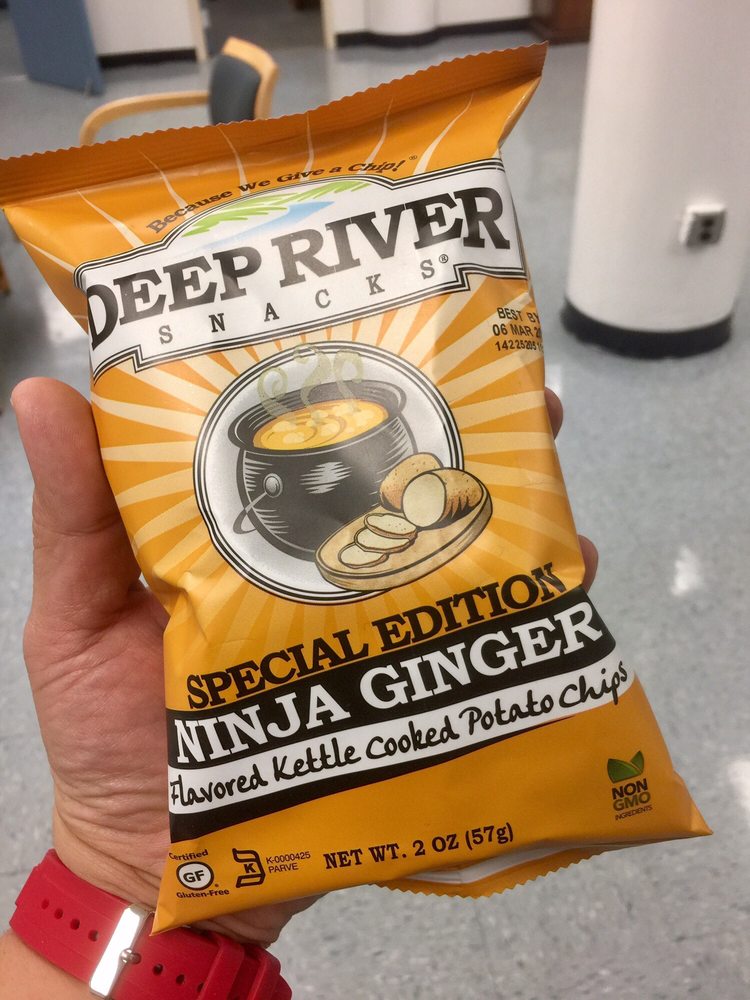 Because We Give a Chip!®
DEEP RIVER
SNACKS®
BEST BY
06 MAR
SPECIAL EDITION
NINJA GINGER
Flavored Kettle Cooked Potato Chips
NON
GMO
INGREDIENTS
Certified
GF
Gluten-Free
K
K-0000425
PARVE
NET WT. 2 OZ (57g)